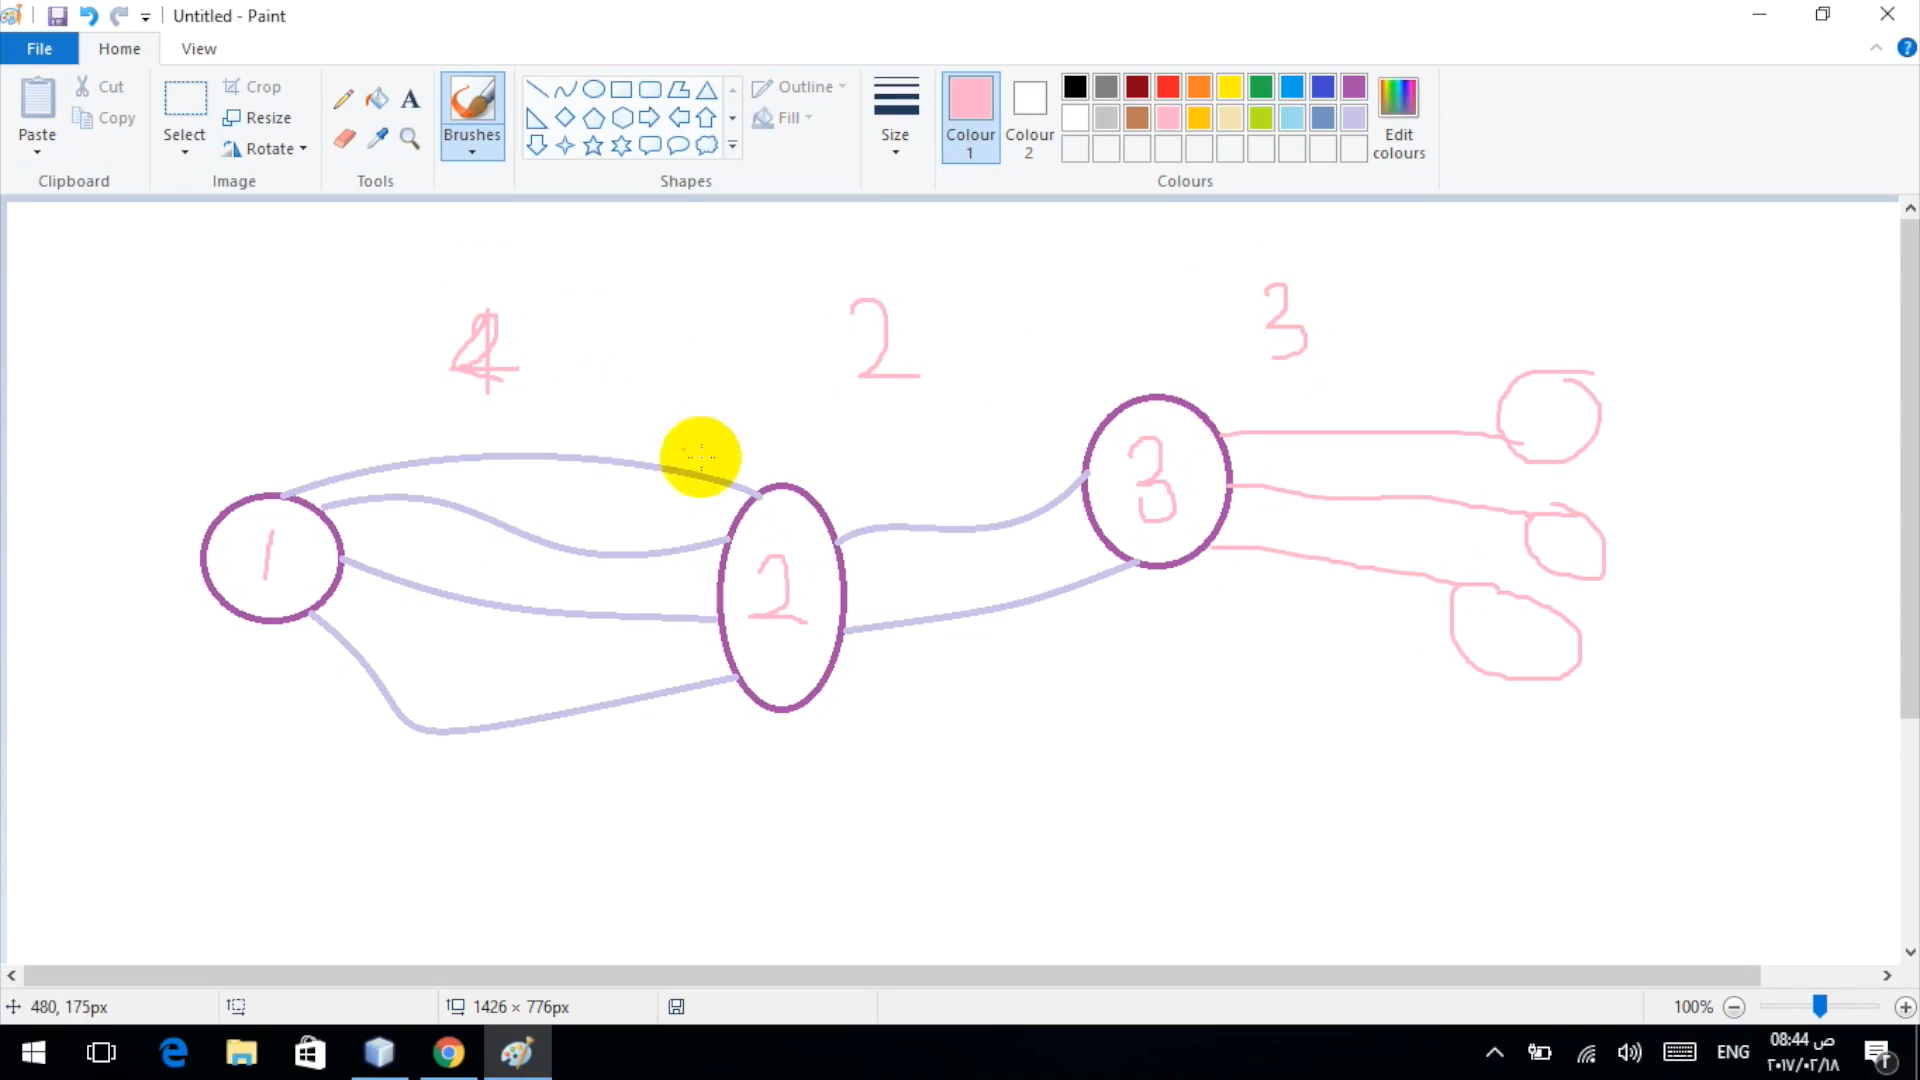 Untitled - Paint
File Home View
Paste
Cut
Copy
Clipboard
Select
Crop
Resize
Rotate
Image
Tools
Brushes
Shapes
Outline
Fill
Size
Colour 1
Colour 2
Edit colours
Colours
4 2 3
1
2
3
480, 175px
1426 × 776px
100%
ENG
08:44 ص
٢٠١٧/٠٢/١٨